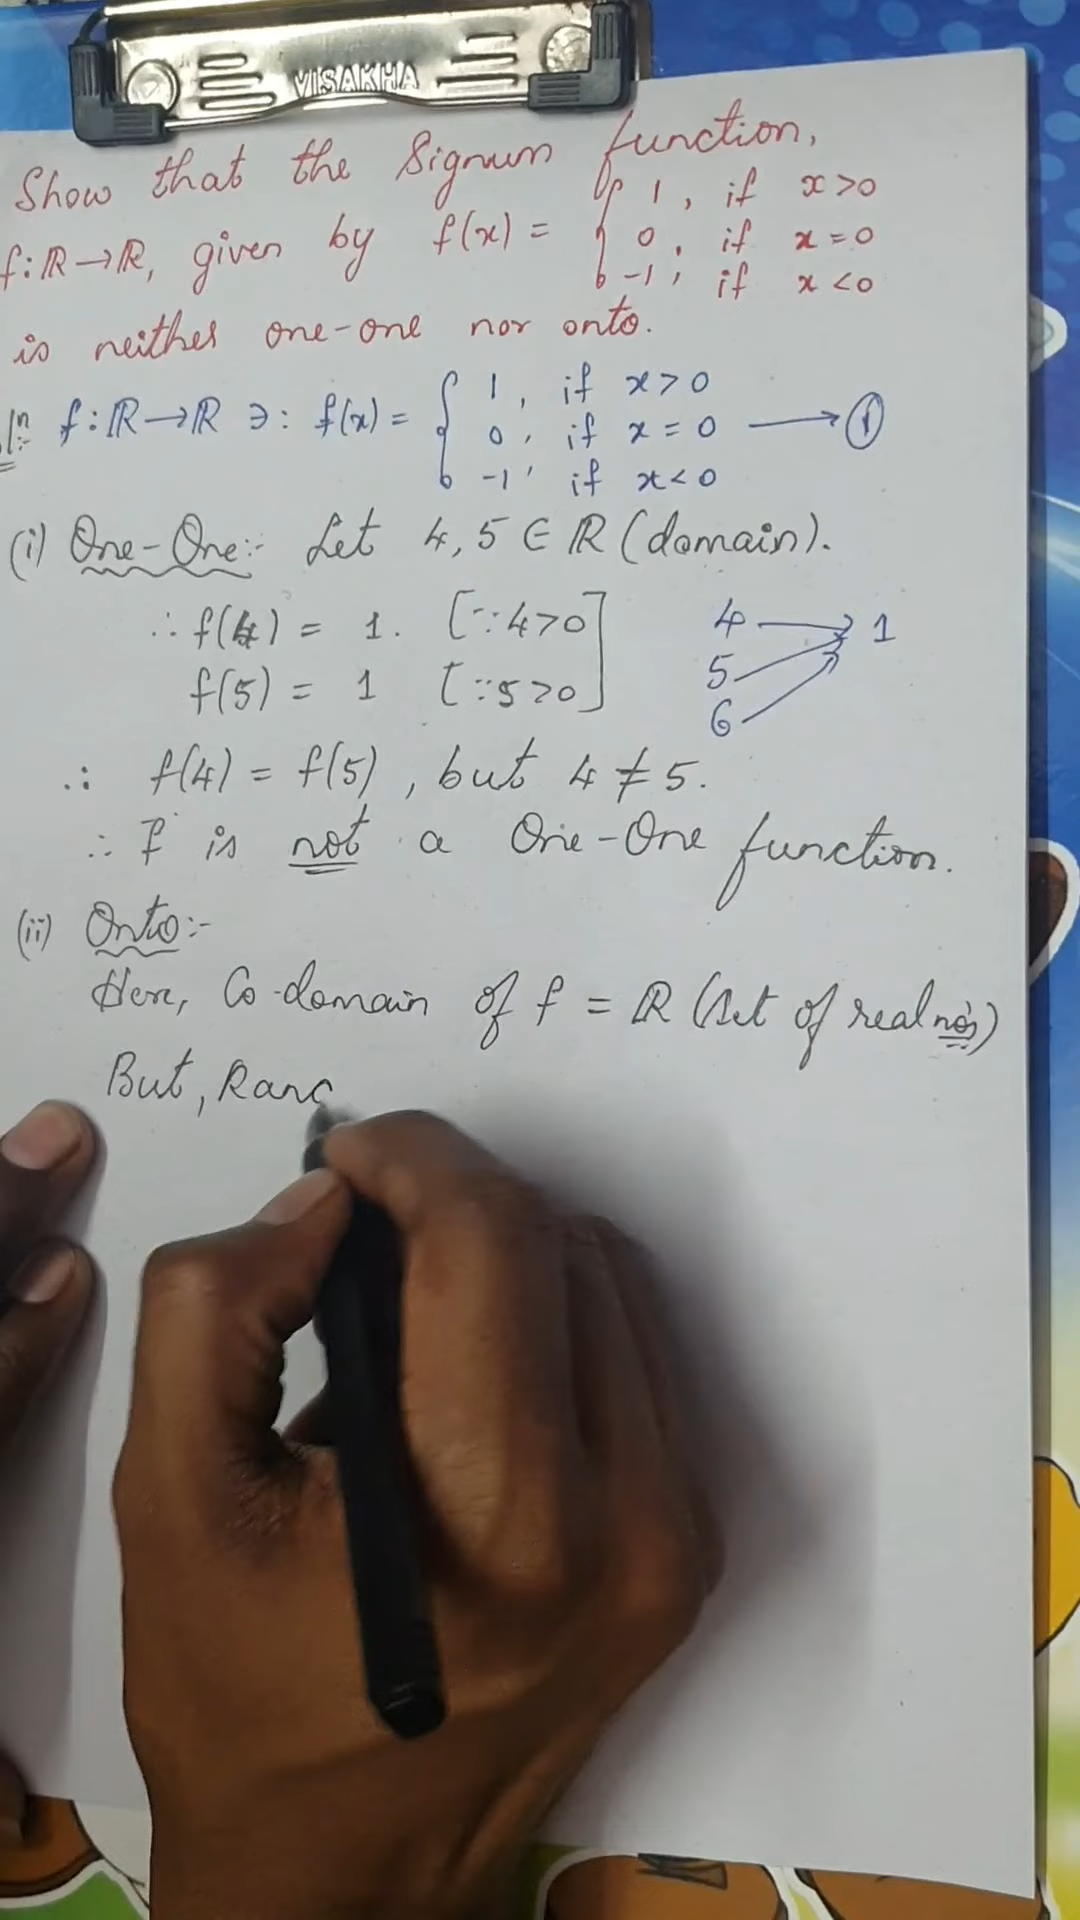 VISAKHA
Show that the Signum function,
f:ℝ→ℝ, given by f(x) = { 1, if x>0
0, if x=0
-1, if x<0
is neither one-one nor onto.
ln:- f:ℝ→ℝ ∋: f(x) = { 1, if x>0
0, if x=0 → ①
-1, if x<0
(i) One-One:- Let 4,5 ∈ ℝ (domain).
∴ f(4) = 1. [∵4>0]
f(5) = 1 [∵5>0]
4 → 1
5
6
∴ f(4) = f(5), but 4 ≠ 5.
∴ f is not a One-One function.
(ii) Onto:-
Here, Co-domain of f = ℝ (set of real nos)
But, Rang